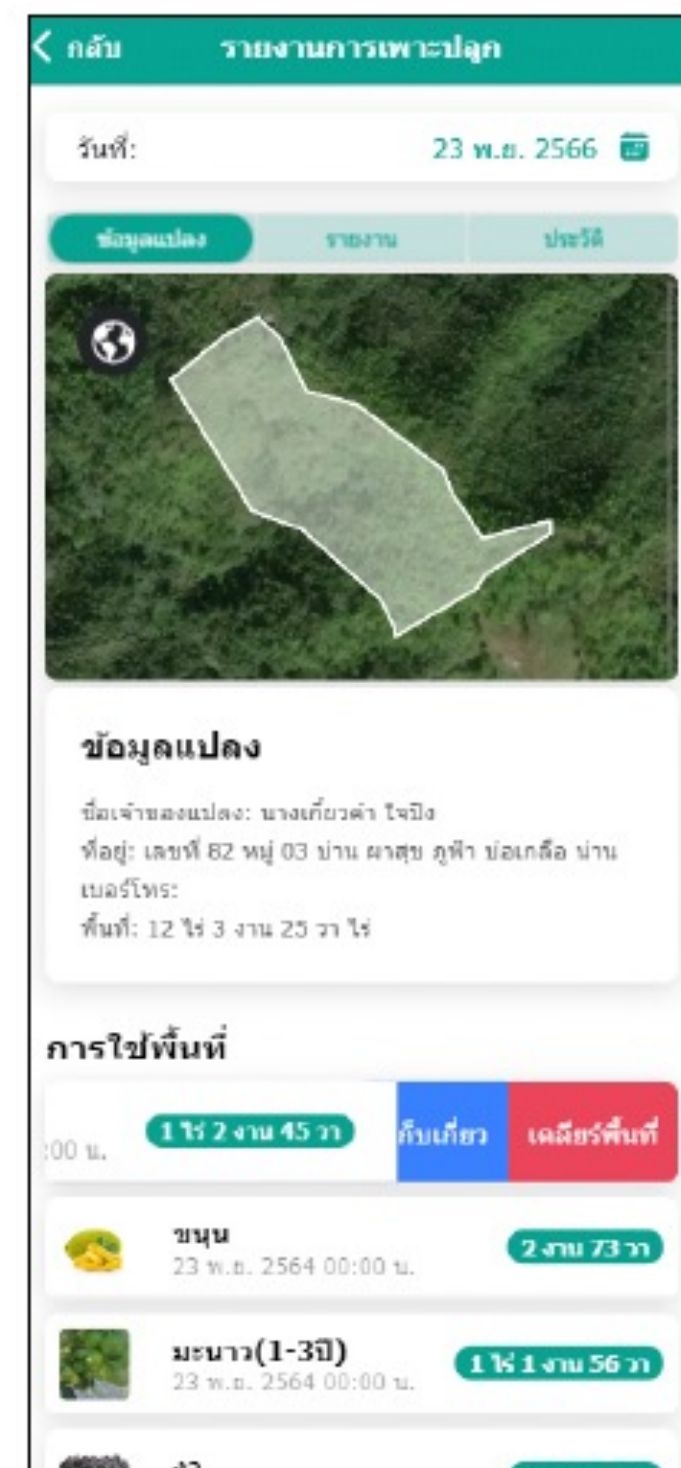 กลับ รายงานการเพาะปลูก
วันที่: 23 พ.ย. 2566
ข้อมูลแปลง รายงาน ประวัติ
ข้อมูลแปลง
ชื่อเจ้าของแปลง: นางเกี๋ยวคำ ใจปิง
ที่อยู่: เลขที่ 82 หมู่ 03 บ้าน ผาสุข ภูฟ้า บ่อเกลือ น่าน
เบอร์โทร:
พื้นที่: 12 ไร่ 3 งาน 25 วา ไร่
การใช้พื้นที่
:00 น. 1 ไร่ 2 งาน 45 วา ก็บเกี่ยว เคลียร์พื้นที่
ขนุน
23 พ.ย. 2564 00:00 น. 2 งาน 73 วา
มะนาว(1-3ปี)
23 พ.ย. 2564 00:00 น. 1 ไร่ 1 งาน 56 วา